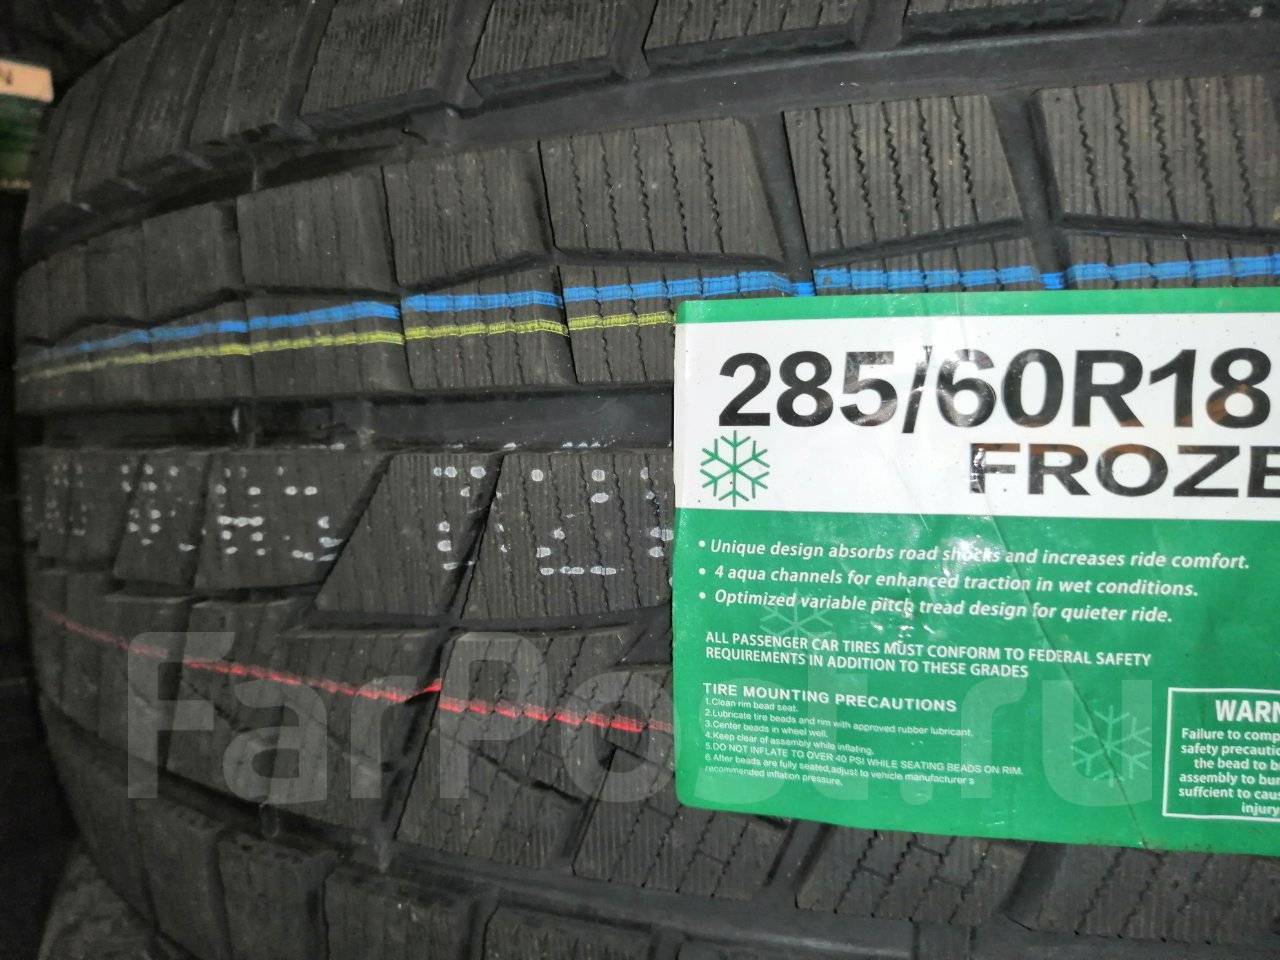 285/60R18
FROZE
• Unique design absorbs road shocks and increases ride comfort.
• 4 aqua channels for enhanced traction in wet conditions.
• Optimized variable pitch tread design for quieter ride.
ALL PASSENGER CAR TIRES MUST CONFORM TO FEDERAL SAFETY
REQUIREMENTS IN ADDITION TO THESE GRADES
TIRE MOUNTING PRECAUTIONS
1.Clean rim bead seat.
2.Lubricate tire beads and rim with approved rubber lubricant.
3.Center beads in wheel well.
4.Keep clear of assembly while inflating.
5.DO NOT INFLATE TO OVER 40 PSI WHILE SEATING BEADS ON RIM.
6.After beads are fully seated,adjust to vehicle manufacturer s
recommended inflation pressure.
WARN
Failure to comp
safety precautio
the bead to b
assembly to bur
suffcient to caus
injury
FarPost.ru